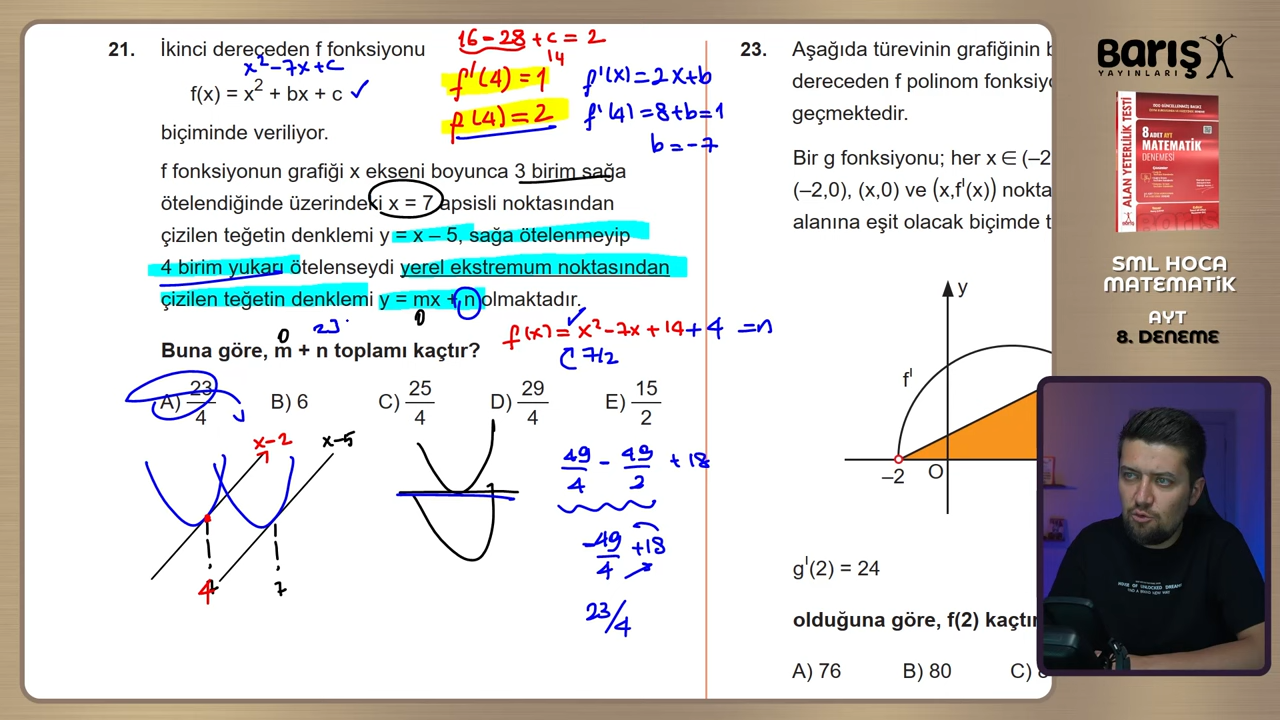 21. İkinci dereceden f fonksiyonu
x²-7x+c
f(x) = x² + bx + c ✓
biçiminde veriliyor.
16-28+c=2
14
f'(4)=1
f(4)=2
f'(x)=2x+b
f'(4)=8+b=1
b=-7
f fonksiyonun grafiği x ekseni boyunca 3 birim sağa
ötelendiğinde üzerindeki x = 7 apsisli noktasından
çizilen teğetin denklemi y = x – 5, sağa ötelenmeyip
4 birim yukarı ötelenseydi yerel ekstremum noktasından
çizilen teğetin denklemi y = mx + n olmaktadır.
0
0
23
f(x)=x²-7x+14+4 =n
7/2
Buna göre, m + n toplamı kaçtır?
A) 23/4 B) 6 C) 25/4 D) 29/4 E) 15/2
x-2
x-5
4
7
49/4 - 49/2 +18
-49/4 +18
23/4
23. Aşağıda türevinin grafiğinin b
dereceden f polinom fonksiyo
geçmektedir.
Bir g fonksiyonu; her x ∈ (–2
(–2,0), (x,0) ve (x,f'(x)) nokta
alanına eşit olacak biçimde t
y
f'
–2
O
g'(2) = 24
olduğuna göre, f(2) kaçtır
A) 76 B) 80 C) 8
BARIŞ
YAYINLARI
ALAN YETERLİLİK TESTİ
8 ADET AYT
MATEMATİK
DENEMESİ
BARIŞ
SML HOCA
MATEMATİK
AYT
8. DENEME